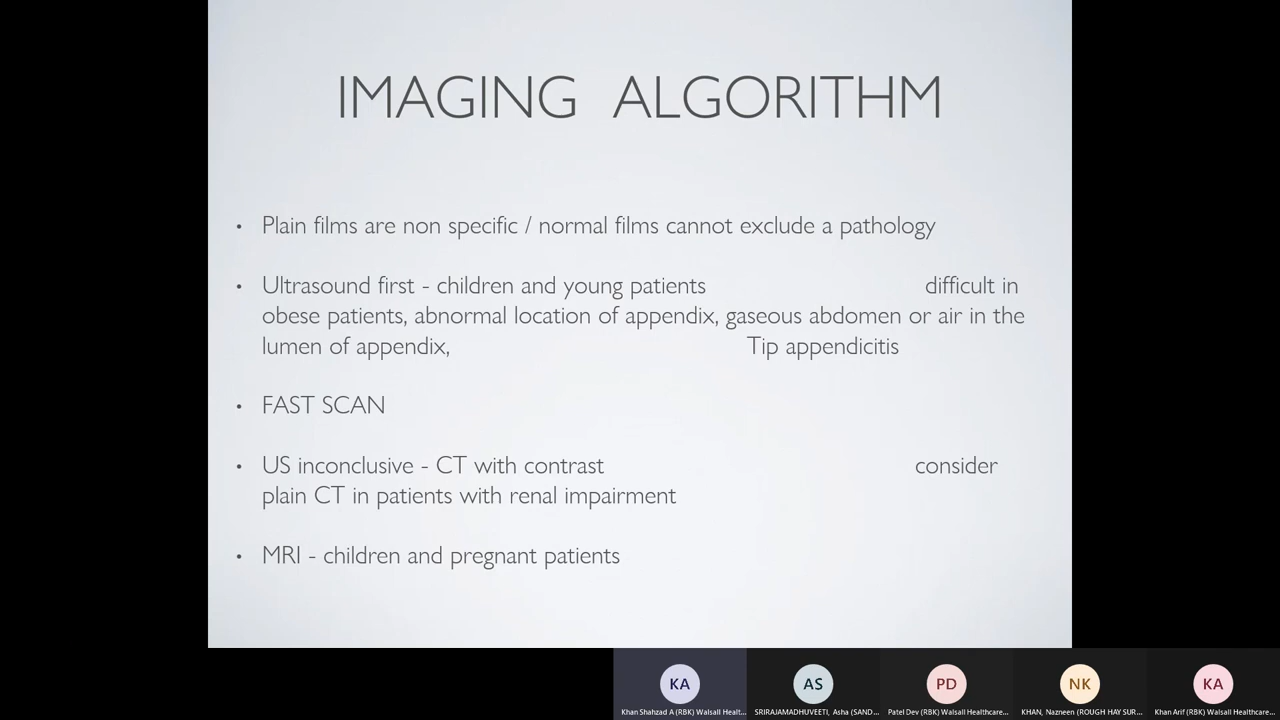 IMAGING ALGORITHM
• Plain films are non specific / normal films cannot exclude a pathology
• Ultrasound first - children and young patients difficult in
obese patients, abnormal location of appendix, gaseous abdomen or air in the
lumen of appendix, Tip appendicitis
• FAST SCAN
• US inconclusive - CT with contrast consider
plain CT in patients with renal impairment
• MRI - children and pregnant patients
KA AS PD NK KA
Khan Shahzad A (RBK) Walsall Healt... SRIRAJAMADHUVEETI, Asha (SAND... Patel Dev (RBK) Walsall Healthcare... KHAN, Nazneen (ROUGH HAY SUR... Khan Arif (RBK) Walsall Healthcare...